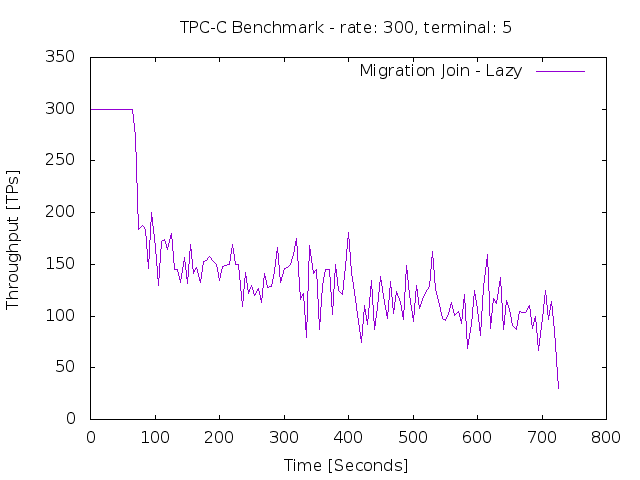 TPC-C Benchmark - rate: 300, terminal: 5
Migration Join - Lazy
Throughput [TPs]
350
300
250
200
150
100
50
0
0 100 200 300 400 500 600 700 800
Time [Seconds]